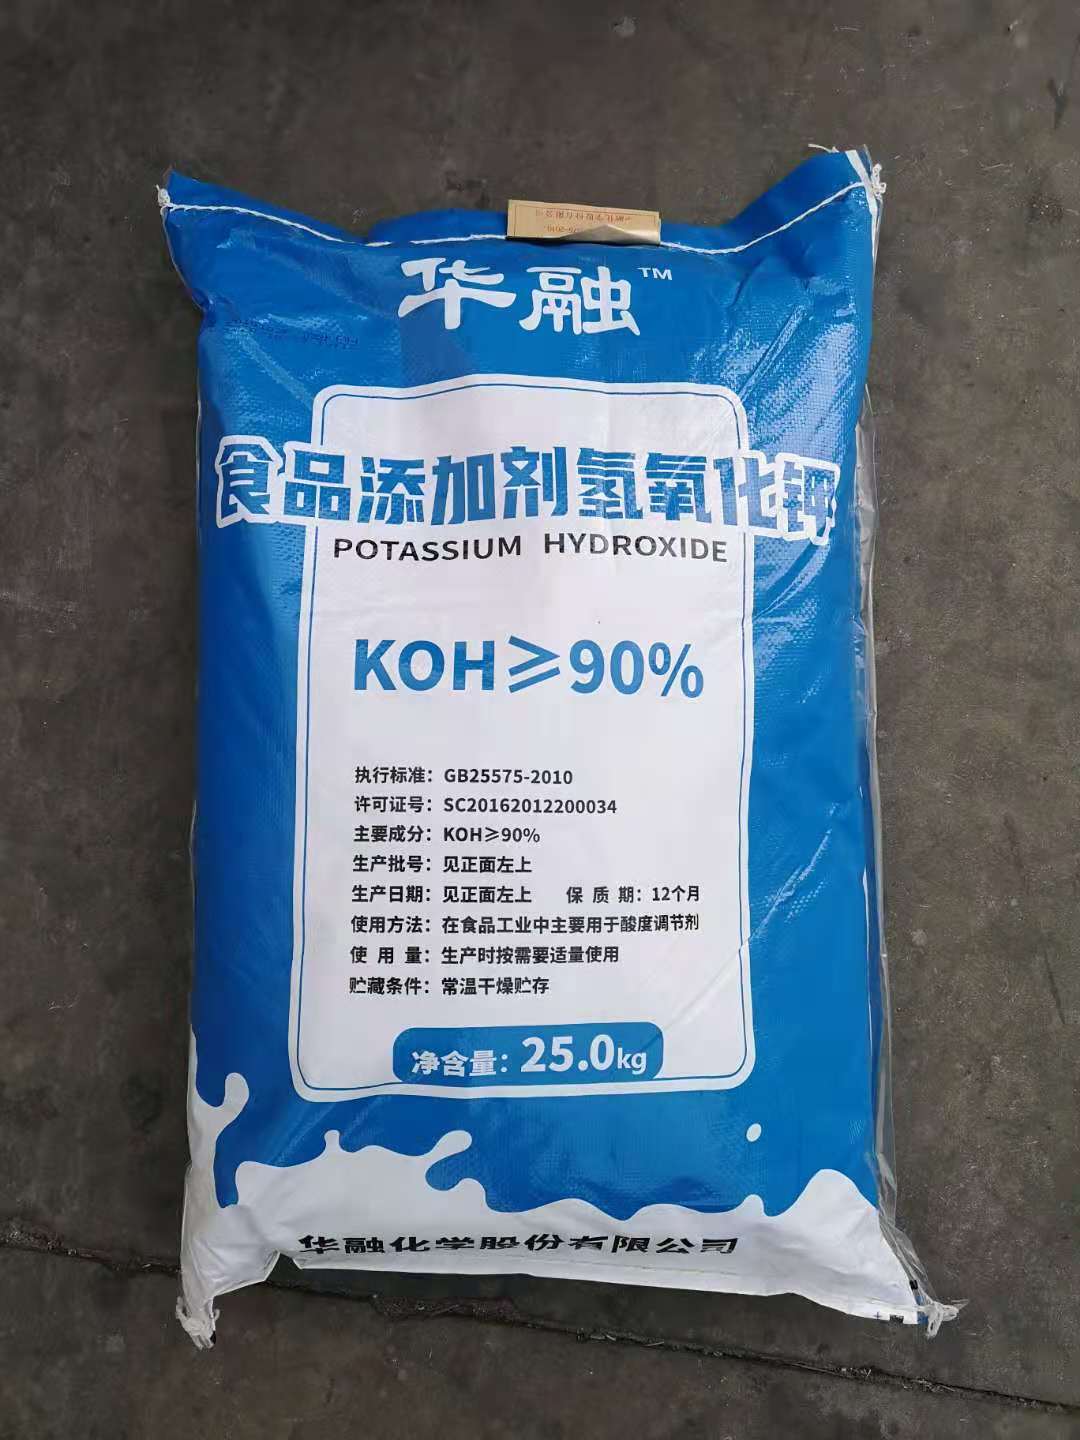 华融™
食品添加剂氢氧化钾
POTASSIUM HYDROXIDE
KOH≥90%
执行标准：GB25575-2010
许可证号：SC20162012200034
主要成分：KOH≥90%
生产批号：见正面左上
生产日期：见正面左上 保 质 期：12个月
使用方法：在食品工业中主要用于酸度调节剂
使 用 量：生产时按需要适量使用
贮藏条件：常温干燥贮存
净含量：25.0kg
华融化学股份有限公司